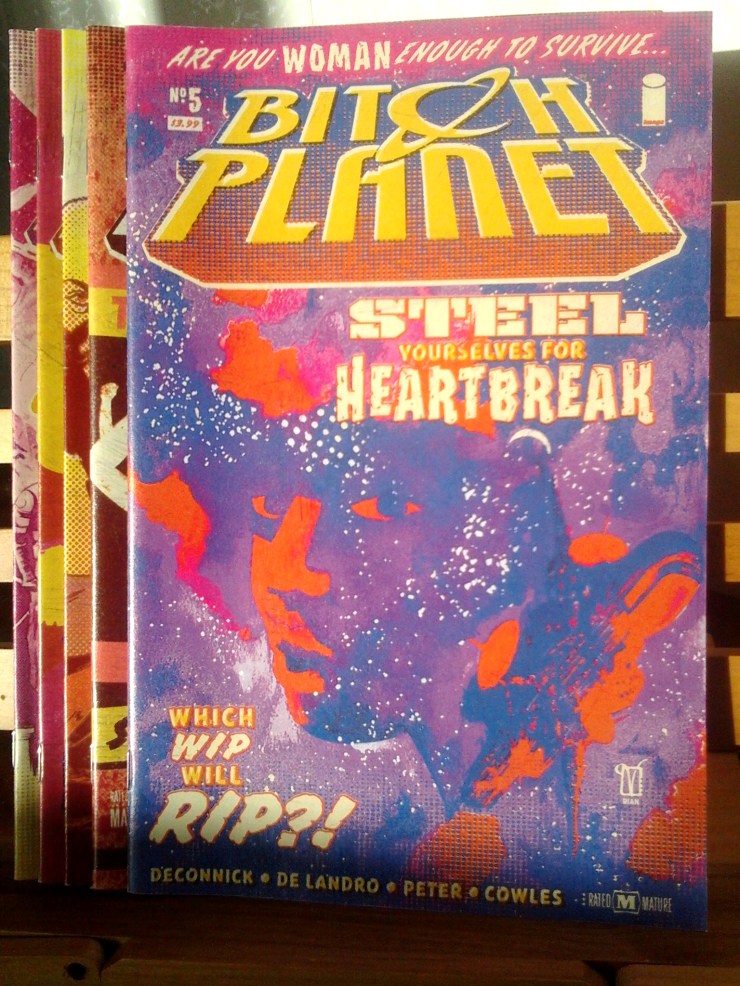 ARE YOU WOMAN ENOUGH TO SURVIVE...
Nº5
$3.99
BITCH
PLANET
image
STEEL
YOURSELVES FOR
HEARTBREAK
WHICH
WIP
WILL
RIP?!
DECONNICK • DE LANDRO • PETER • COWLES
RATED M MATURE